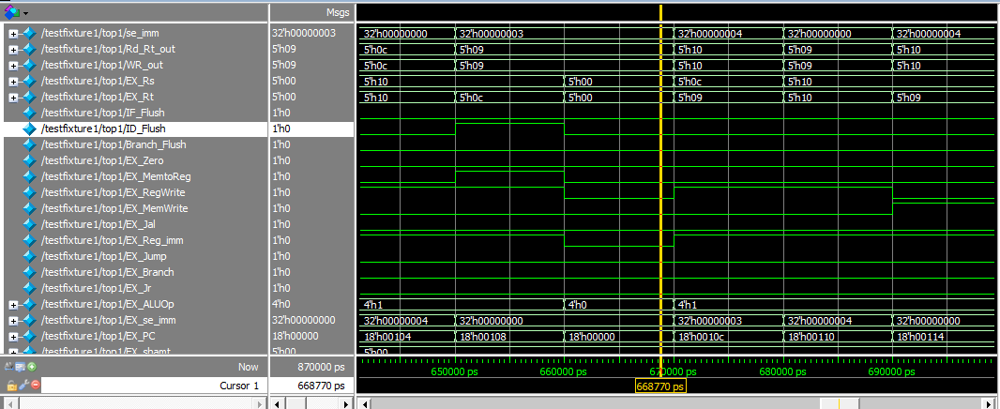 Msgs
/testfixture1/top1/se_imm 32'h00000003 32'h00000000 32'h00000003 32'h00000004 32'h00000000 32'h00000004
/testfixture1/top1/Rd_Rt_out 5'h09 5'h0c 5'h09 5'h10 5'h09 5'h10
/testfixture1/top1/WR_out 5'h09 5'h0c 5'h09 5'h10 5'h09 5'h10
/testfixture1/top1/EX_Rs 5'h00 5'h10 5'h00 5'h0c 5'h10
/testfixture1/top1/EX_Rt 5'h00 5'h10 5'h0c 5'h00 5'h09 5'h10 5'h09
/testfixture1/top1/IF_Flush 1'h0
/testfixture1/top1/ID_Flush 1'h0
/testfixture1/top1/Branch_Flush 1'h0
/testfixture1/top1/EX_Zero 1'h0
/testfixture1/top1/EX_MemtoReg 1'h0
/testfixture1/top1/EX_RegWrite 1'h0
/testfixture1/top1/EX_MemWrite 1'h0
/testfixture1/top1/EX_Jal 1'h0
/testfixture1/top1/EX_Reg_imm 1'h0
/testfixture1/top1/EX_Jump 1'h0
/testfixture1/top1/EX_Branch 1'h0
/testfixture1/top1/EX_Jr 1'h0
/testfixture1/top1/EX_ALUOp 4'h0 4'h1 4'h0 4'h1
/testfixture1/top1/EX_se_imm 32'h00000000 32'h00000004 32'h00000000 32'h00000003 32'h00000004 32'h00000000
/testfixture1/top1/EX_PC 18'h00000 18'h00104 18'h00108 18'h00000 18'h0010c 18'h00110 18'h00114
/testfixture1/top1/EX_shamt 5'h00 5'h00
Now 870000 ps 650000 ps 660000 ps 670000 ps 680000 ps 690000 ps
Cursor 1 668770 ps 668770 ps